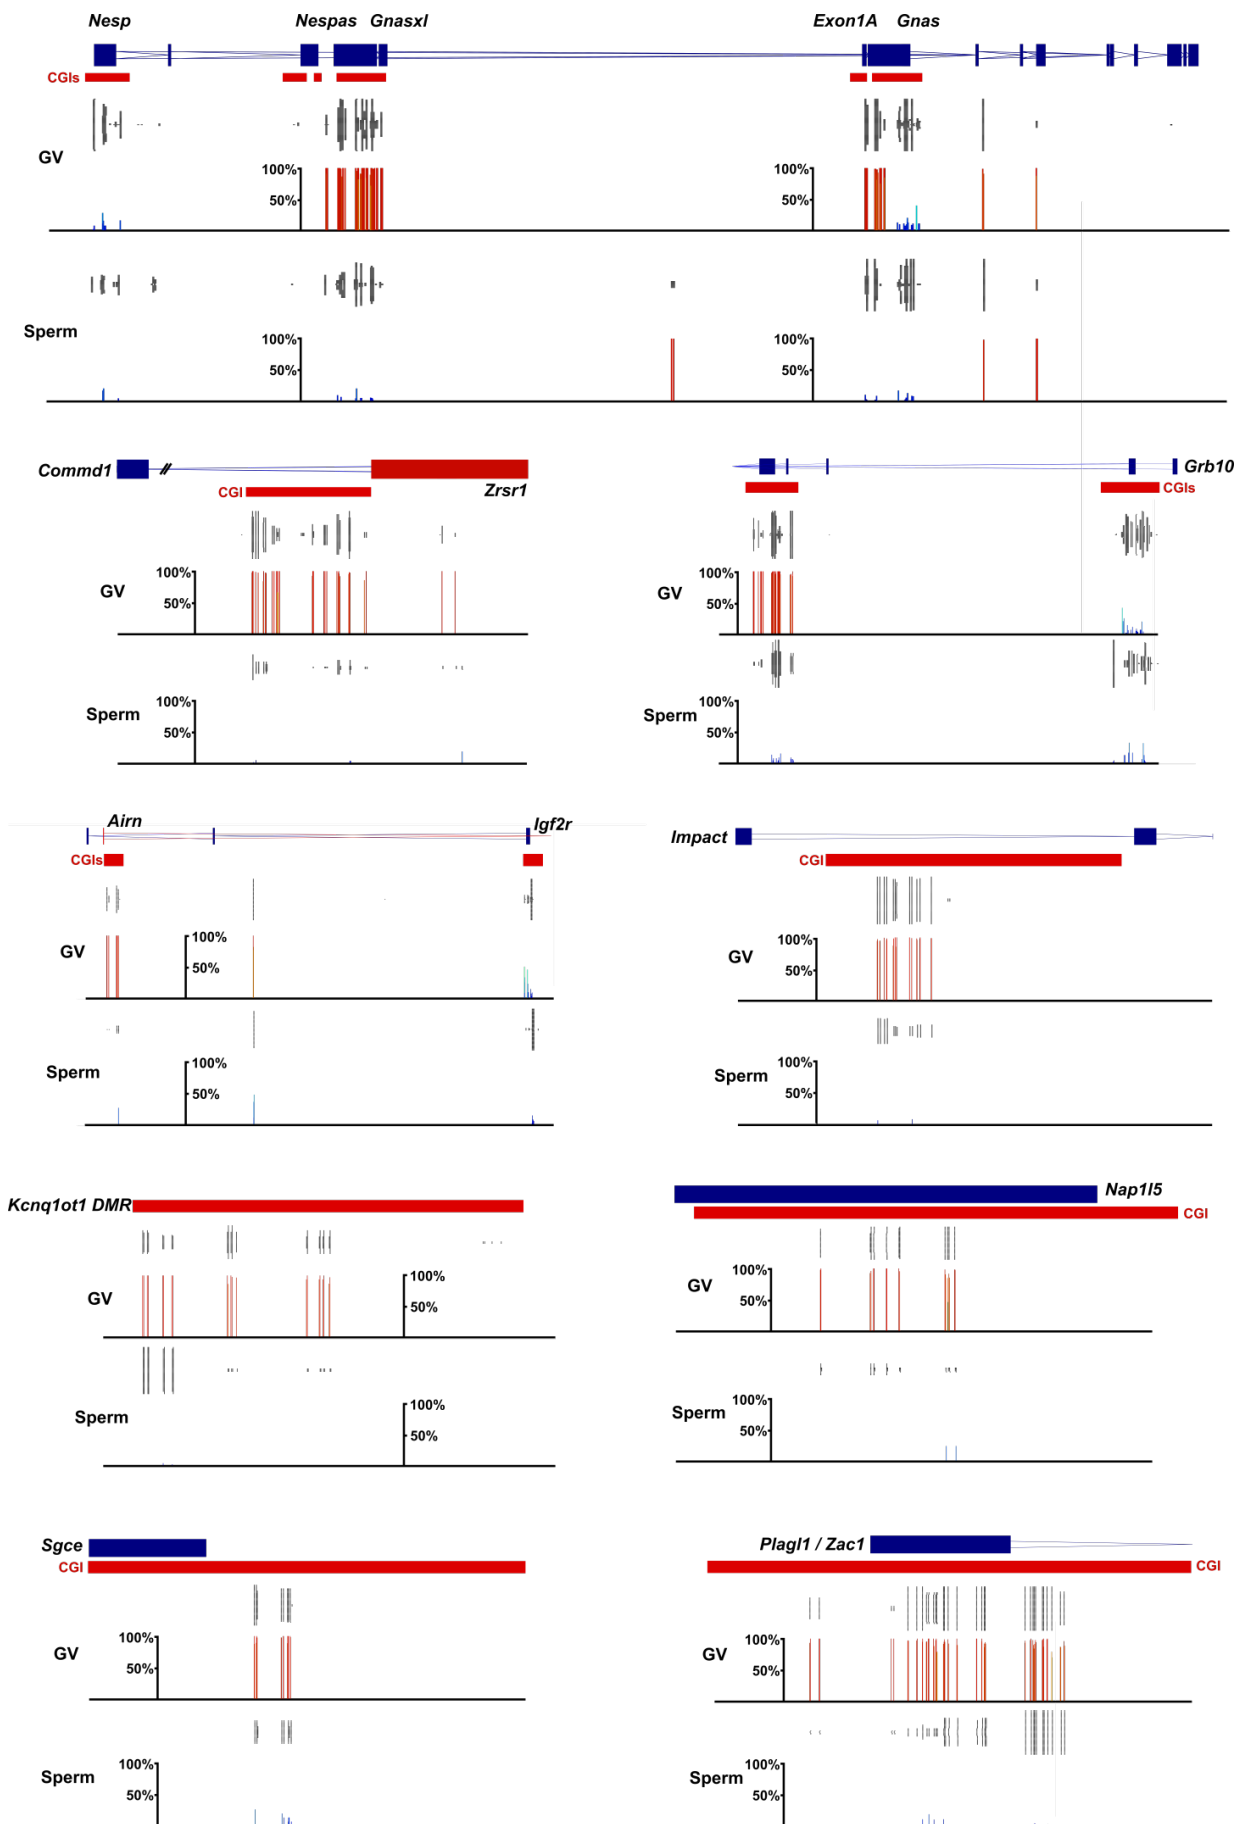 Nesp Nespas Gnasxl Exon1A Gnas
CGIs
GV
100% 100%
50% 50%
Sperm
100% 100%
50% 50%
Commd1 Zrsr1
CGI
GV
100%
50%
Sperm
100%
50%
Grb10
CGIs
GV
100%
50%
Sperm
100%
50%
Airn Igf2r
CGIs
GV
100%
50%
Sperm
100%
50%
Impact
CGI
GV
100%
50%
Sperm
100%
50%
Kcnq1ot1 DMR
GV
100%
50%
Sperm
100%
50%
Nap1l5
CGI
GV
100%
50%
Sperm
100%
50%
Sgce
CGI
GV
100%
50%
Sperm
100%
50%
Plagl1 / Zac1
CGI
GV
100%
50%
Sperm
100%
50%